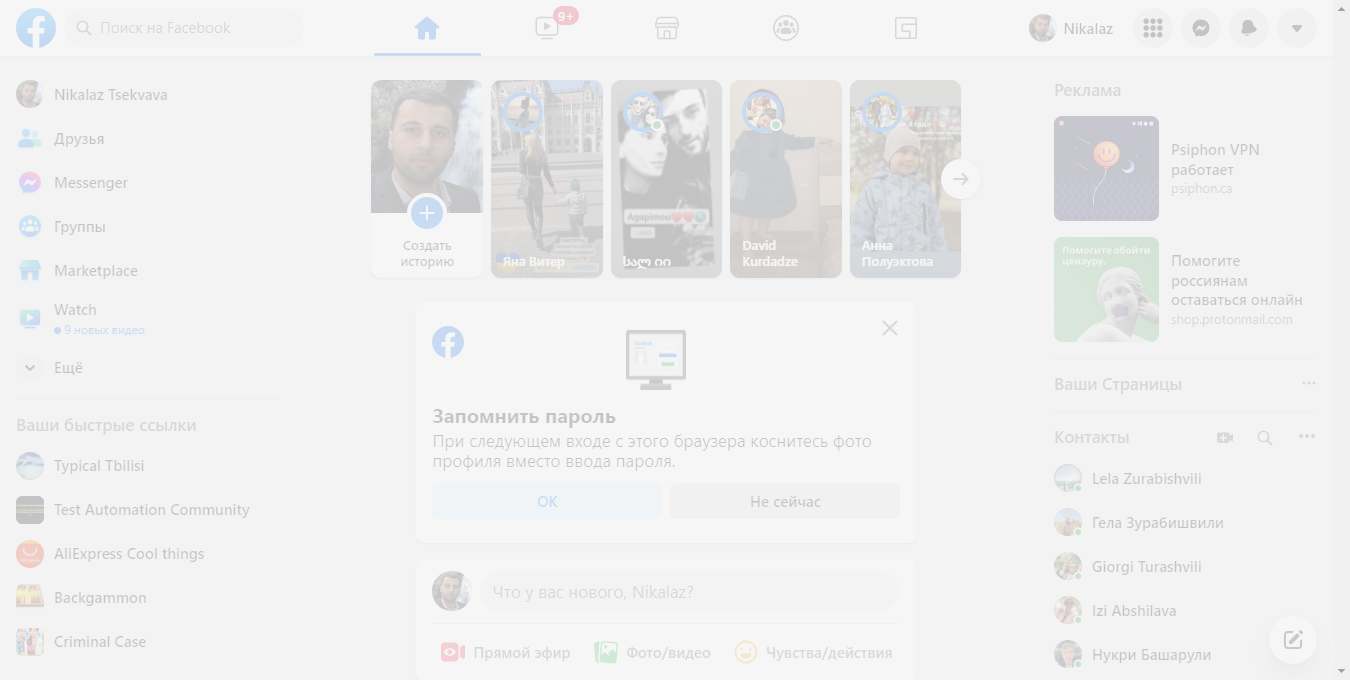 Поиск на Facebook
9+
Nikalaz
Nikalaz Tsekvava
Друзья
Messenger
Группы
Marketplace
Watch
9 новых видео
Ещё
Ваши быстрые ссылки
Typical Tbilisi
Test Automation Community
AliExpress Cool things
Backgammon
Criminal Case
Создать
историю
Яна Витер
Agapimou
სალ ოი
David
Kurdadze
Анна
Полуэктова
Запомнить пароль
При следующем входе с этого браузера коснитесь фото
профиля вместо ввода пароля.
ОК
Не сейчас
Что у вас нового, Nikalaz?
Прямой эфир
Фото/видео
Чувства/действия
Реклама
Psiphon VPN
работает
psiphon.ca
Помогите обойти
цензуру.
Помогите
россиянам
оставаться онлайн
shop.protonmail.com
Ваши Страницы
Контакты
Lela Zurabishvili
Гела Зурабишвили
Giorgi Turashvili
Izi Abshilava
Нукри Башарули